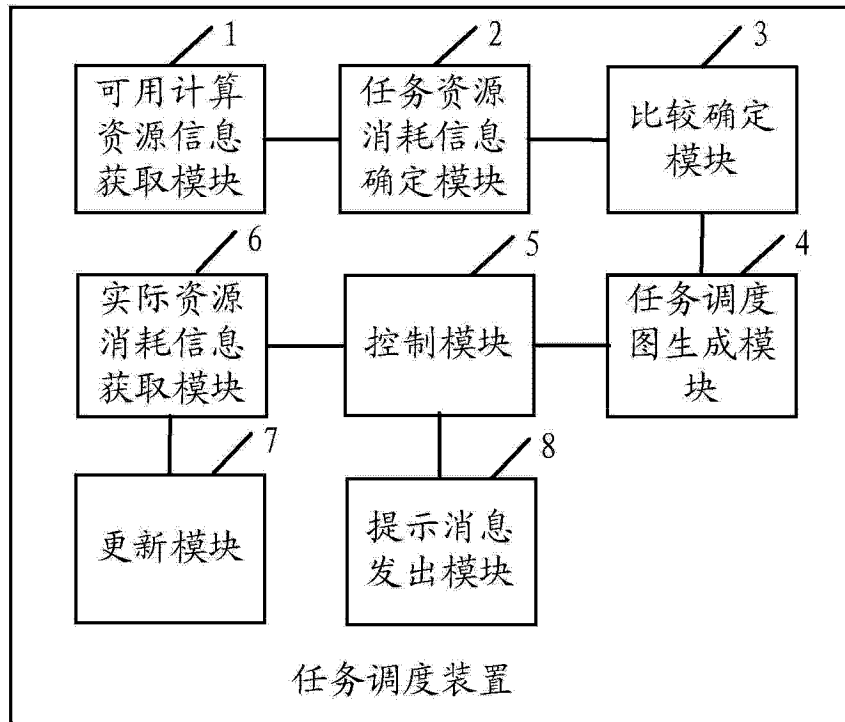 1
可用计算
资源信息
获取模块
2
任务资源
消耗信息
确定模块
3
比较确定
模块
6
实际资源
消耗信息
获取模块
5
控制模块
4
任务调度
图生成模
块
7
更新模块
8
提示消息
发出模块
任务调度装置